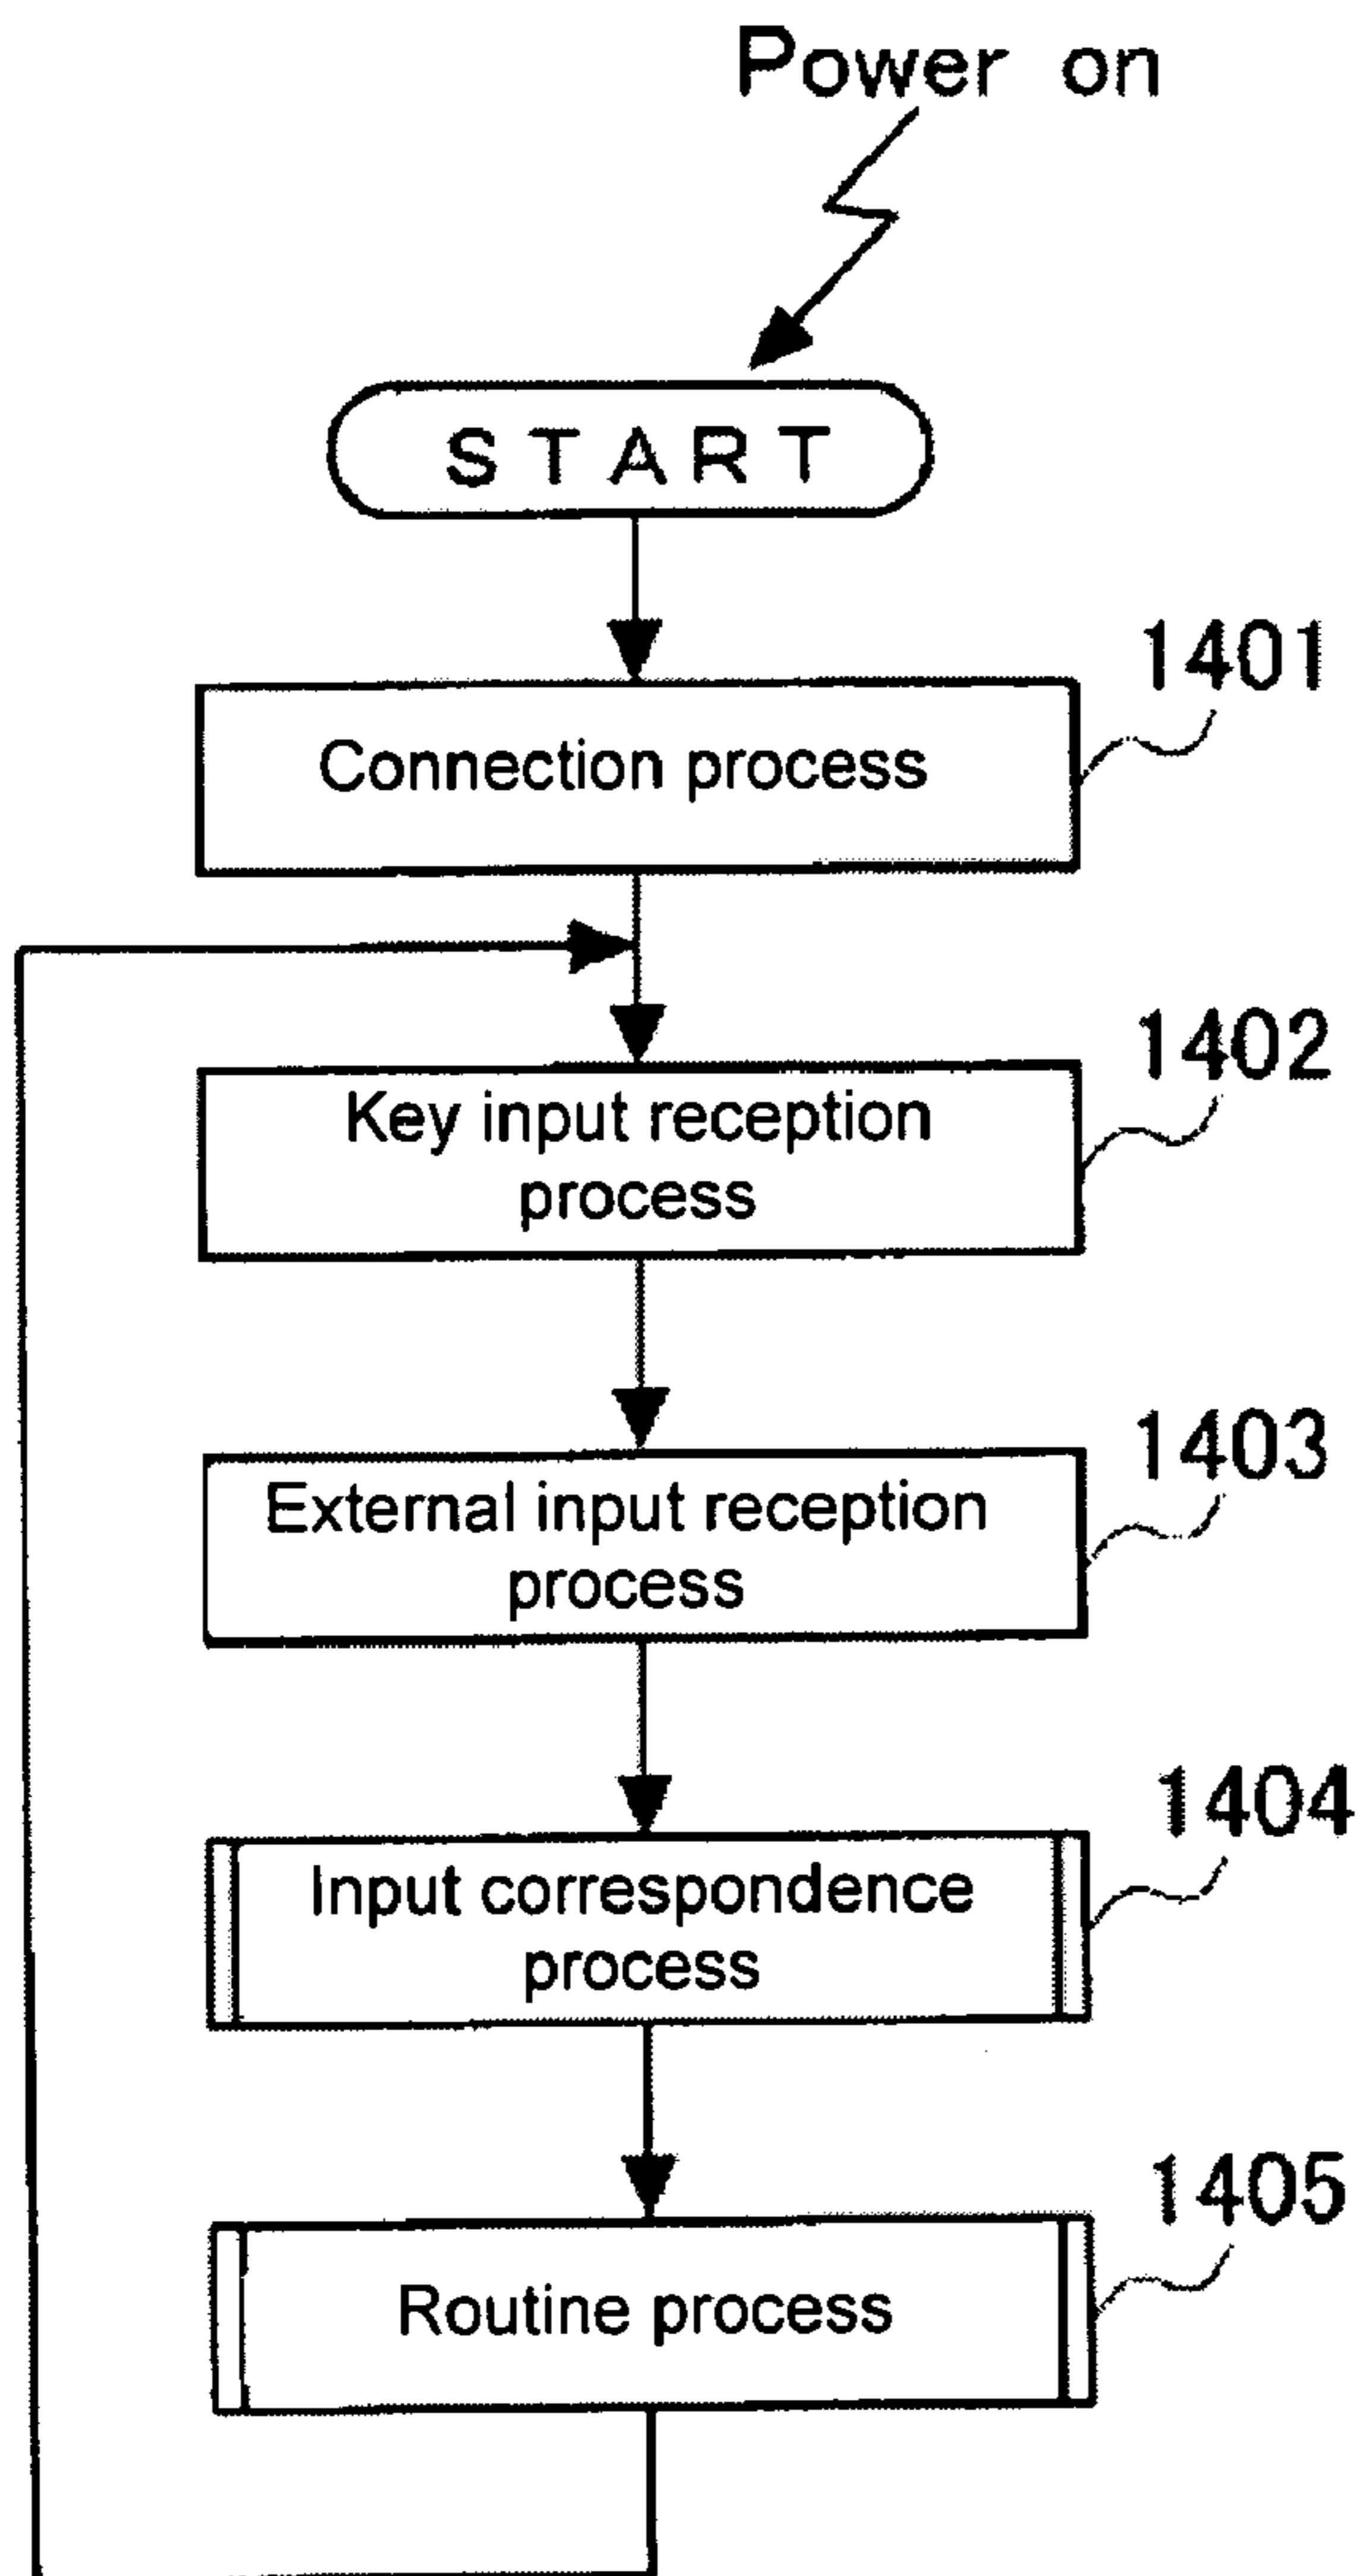 Power on
START
1401
Connection process
1402
Key input reception
process
1403
External input reception
process
1404
Input correspondence
process
1405
Routine process